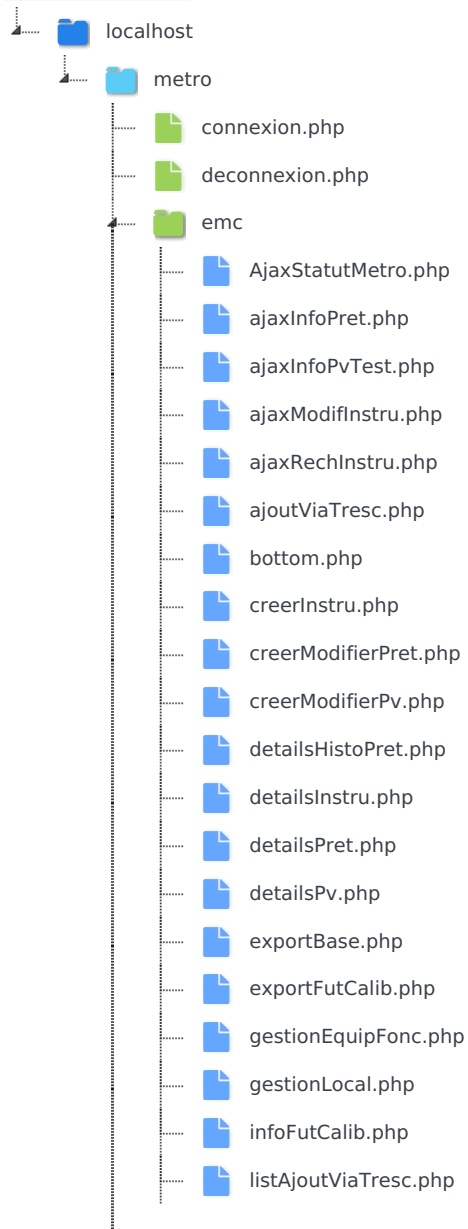 localhost
metro
connexion.php
deconnexion.php
emc
AjaxStatutMetro.php
ajaxInfoPret.php
ajaxInfoPvTest.php
ajaxModifInstru.php
ajaxRechInstru.php
ajoutViaTresc.php
bottom.php
creerInstru.php
creerModifierPret.php
creerModifierPv.php
detailsHistoPret.php
detailsInstru.php
detailsPret.php
detailsPv.php
exportBase.php
exportFutCalib.php
gestionEquipFonc.php
gestionLocal.php
infoFutCalib.php
listAjoutViaTresc.php